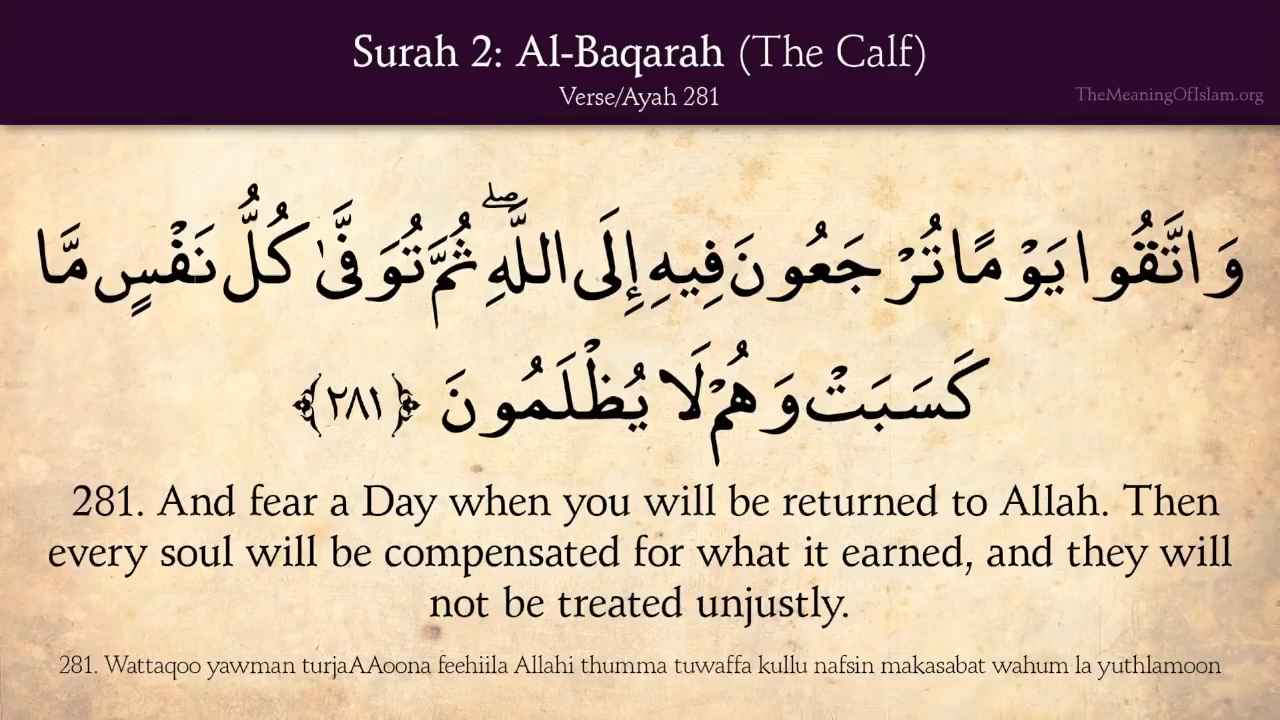 Surah 2: Al-Baqarah (The Calf)
Verse/Ayah 281
TheMeaningOfIslam.org
وَاتَّقُوا يَوْمًا تُرْجَعُونَ فِيهِ إِلَى اللَّهِ ۖ ثُمَّ تُوَفَّىٰ كُلُّ نَفْسٍ مَّا
كَسَبَتْ وَهُمْ لَا يُظْلَمُونَ ﴿٢٨١﴾
281. And fear a Day when you will be returned to Allah. Then
every soul will be compensated for what it earned, and they will
not be treated unjustly.
281. Wattaqoo yawman turjaAAoona feehiila Allahi thumma tuwaffa kullu nafsin makasabat wahum la yuthlamoon